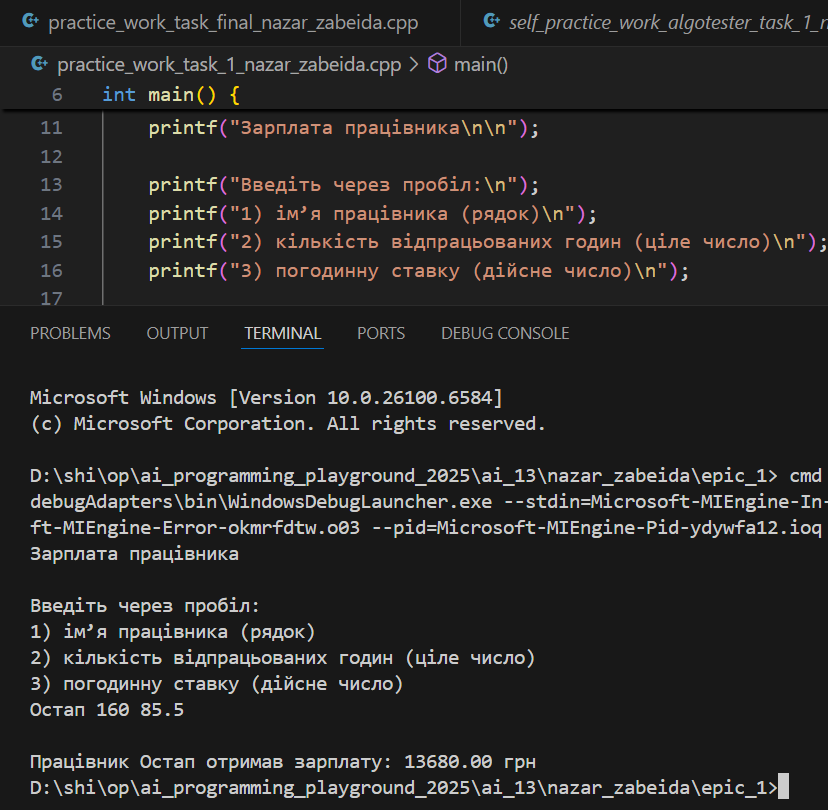 practice_work_task_final_nazar_zabeida.cpp self_practice_work_algotester_task_1_n
practice_work_task_1_nazar_zabeida.cpp > main()
6 int main() {
11 printf("Зарплата працівника\n\n");
12
13 printf("Введіть через пробіл:\n");
14 printf("1) ім’я працівника (рядок)\n");
15 printf("2) кількість відпрацьованих годин (ціле число)\n");
16 printf("3) погодинну ставку (дійсне число)\n");
17
PROBLEMS OUTPUT TERMINAL PORTS DEBUG CONSOLE
Microsoft Windows [Version 10.0.26100.6584]
(c) Microsoft Corporation. All rights reserved.
D:\shi\op\ai_programming_playground_2025\ai_13\nazar_zabeida\epic_1> cmd
debugAdapters\bin\WindowsDebugLauncher.exe --stdin=Microsoft-MIEngine-In-
ft-MIEngine-Error-okmrfdtw.o03 --pid=Microsoft-MIEngine-Pid-ydywfa12.ioq
Зарплата працівника
Введіть через пробіл:
1) ім’я працівника (рядок)
2) кількість відпрацьованих годин (ціле число)
3) погодинну ставку (дійсне число)
Остап 160 85.5
Працівник Остап отримав зарплату: 13680.00 грн
D:\shi\op\ai_programming_playground_2025\ai_13\nazar_zabeida\epic_1>